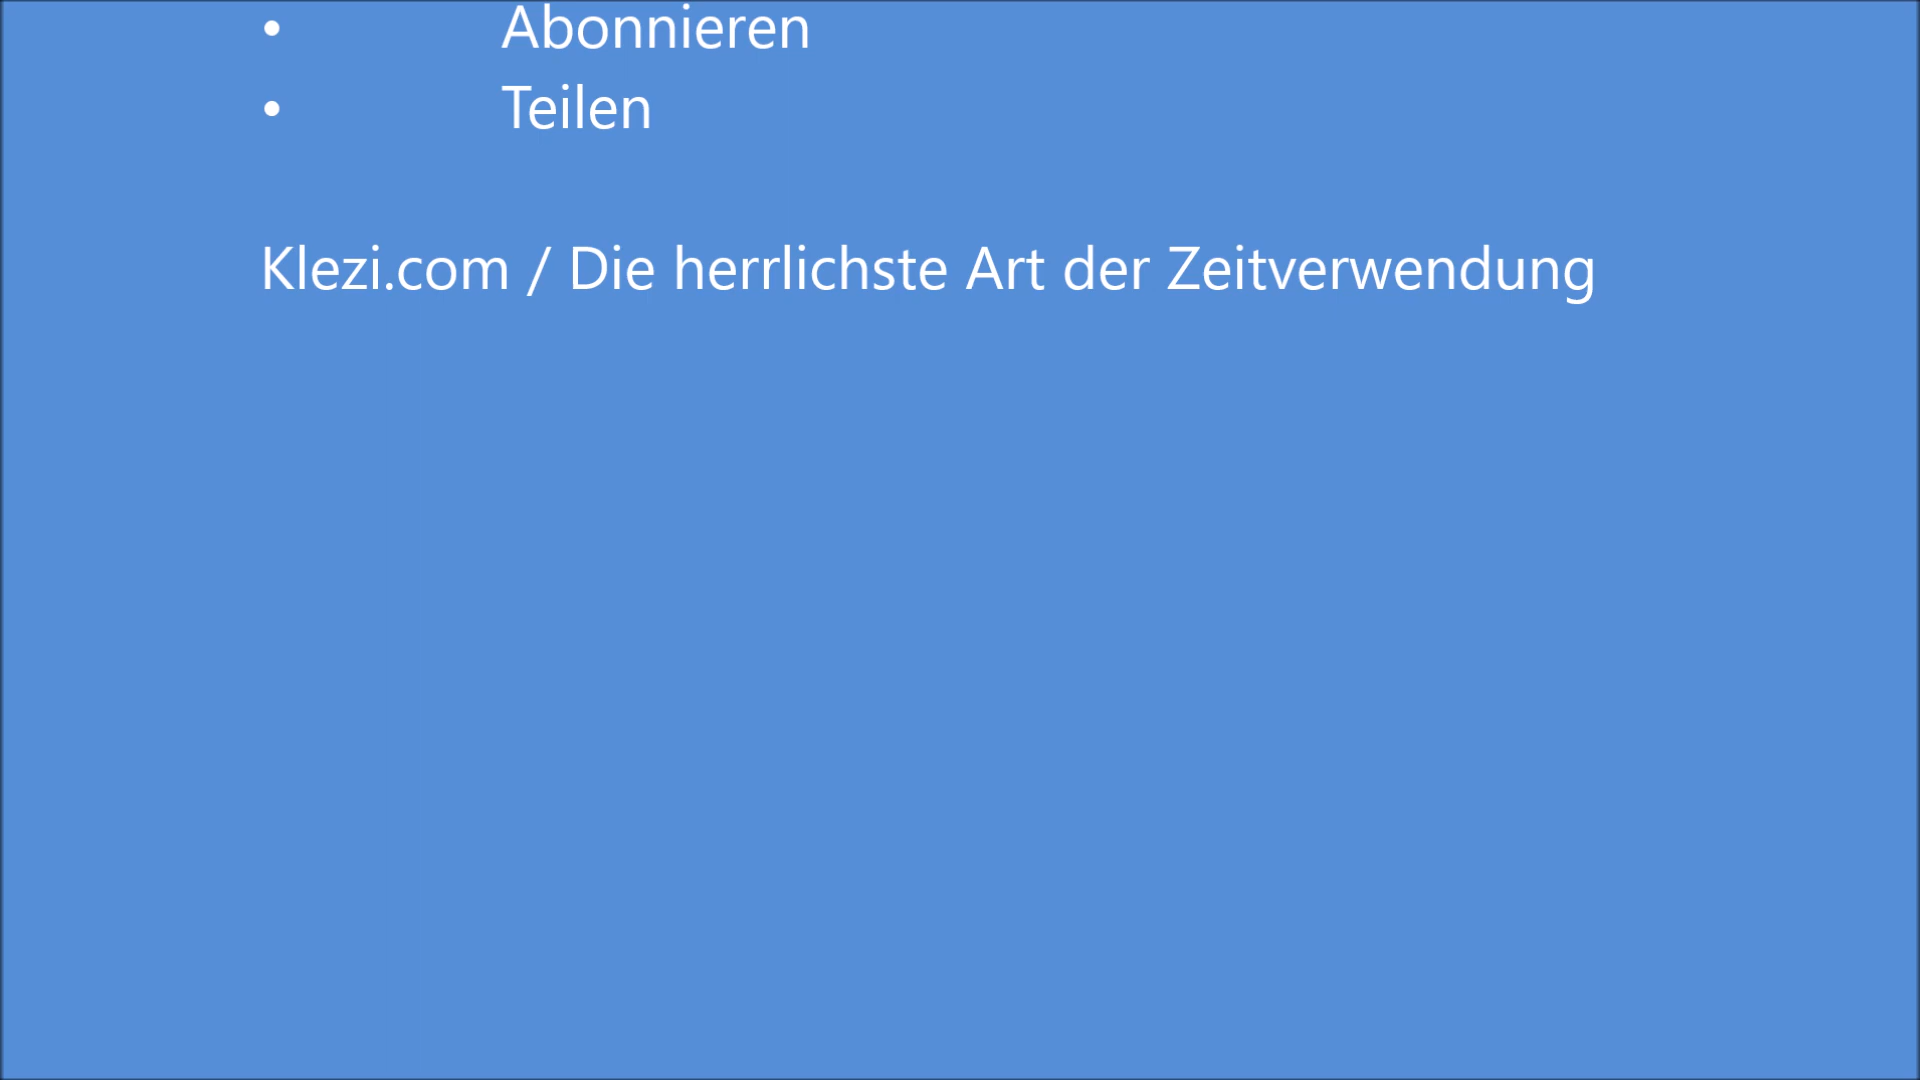 • Abonnieren
• Teilen
Klezi.com / Die herrlichste Art der Zeitverwendung